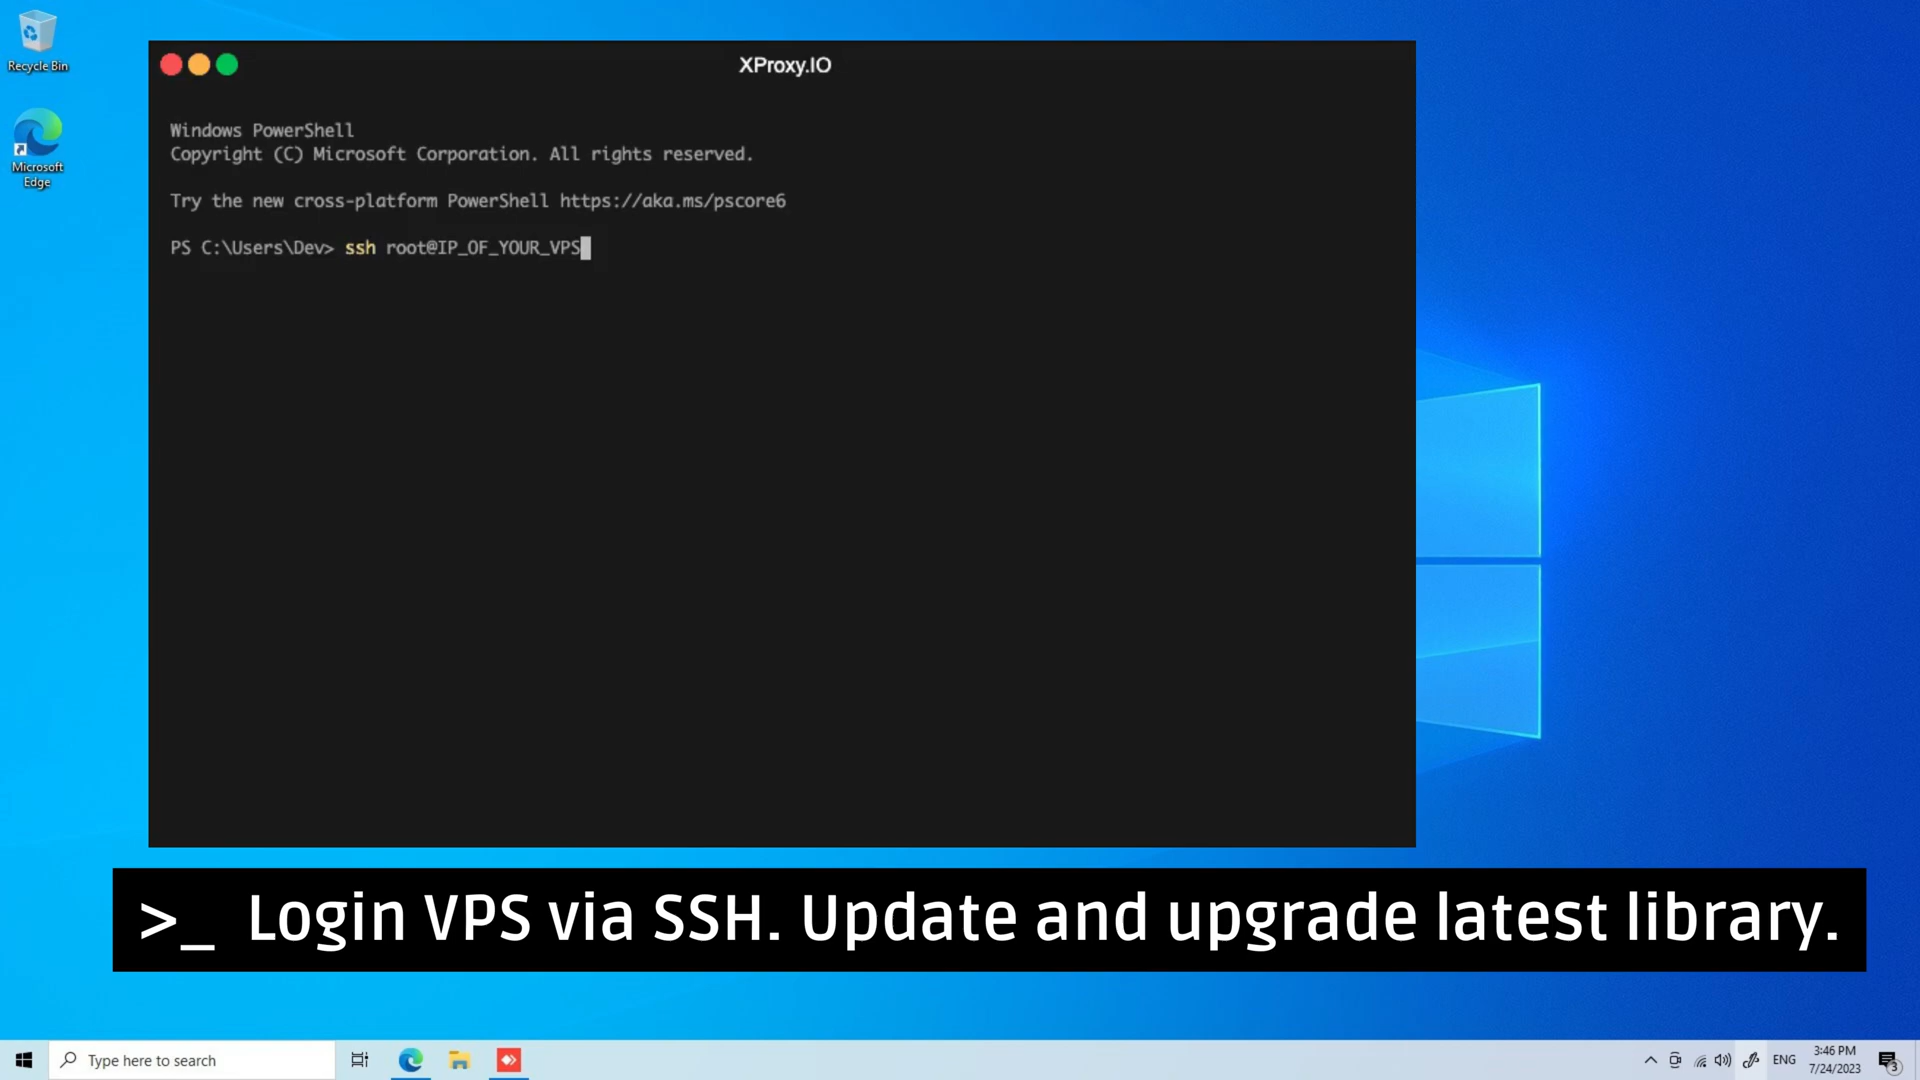 Recycle Bin
Microsoft
Edge
XProxy.IO
Windows PowerShell
Copyright (C) Microsoft Corporation. All rights reserved.
Try the new cross-platform PowerShell https://aka.ms/pscore6
PS C:\Users\Dev> ssh root@IP_OF_YOUR_VPS
>_ Login VPS via SSH. Update and upgrade latest library.
Type here to search
ENG
3:46 PM
7/24/2023
3